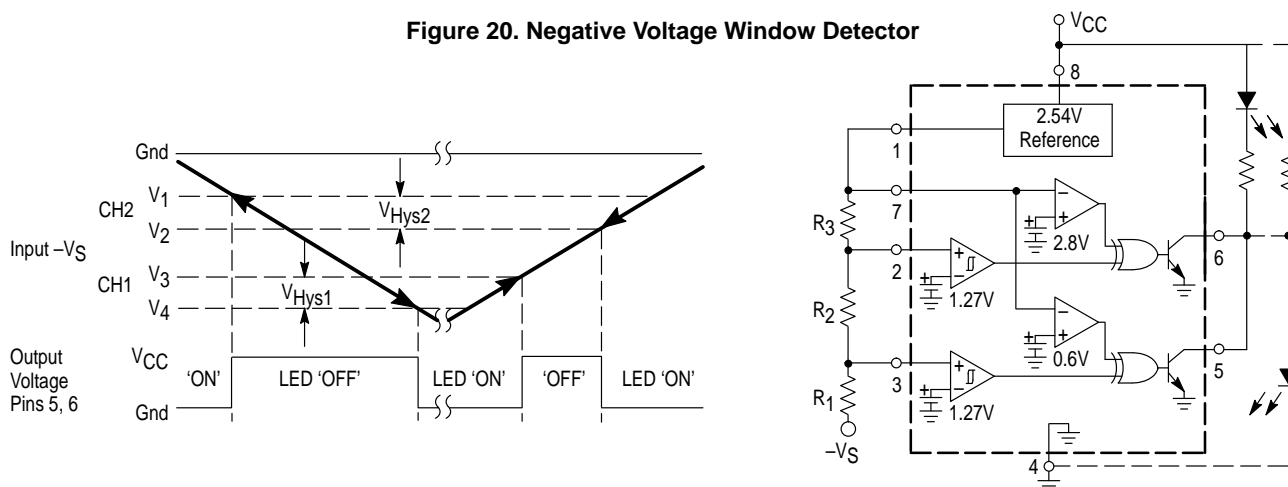 Figure 20. Negative Voltage Window Detector
Gnd
V1
CH2
VHys2
V2
Input –VS
V3
CH1
VHys1
V4
Output
Voltage
Pins 5, 6
VCC
'ON'
LED 'OFF'
LED 'ON'
'OFF'
LED 'ON'
Gnd
VCC
8
2.54V
Reference
1
7
R3
2.8V
6
2
1.27V
R2
0.6V
5
3
1.27V
R1
–VS
4